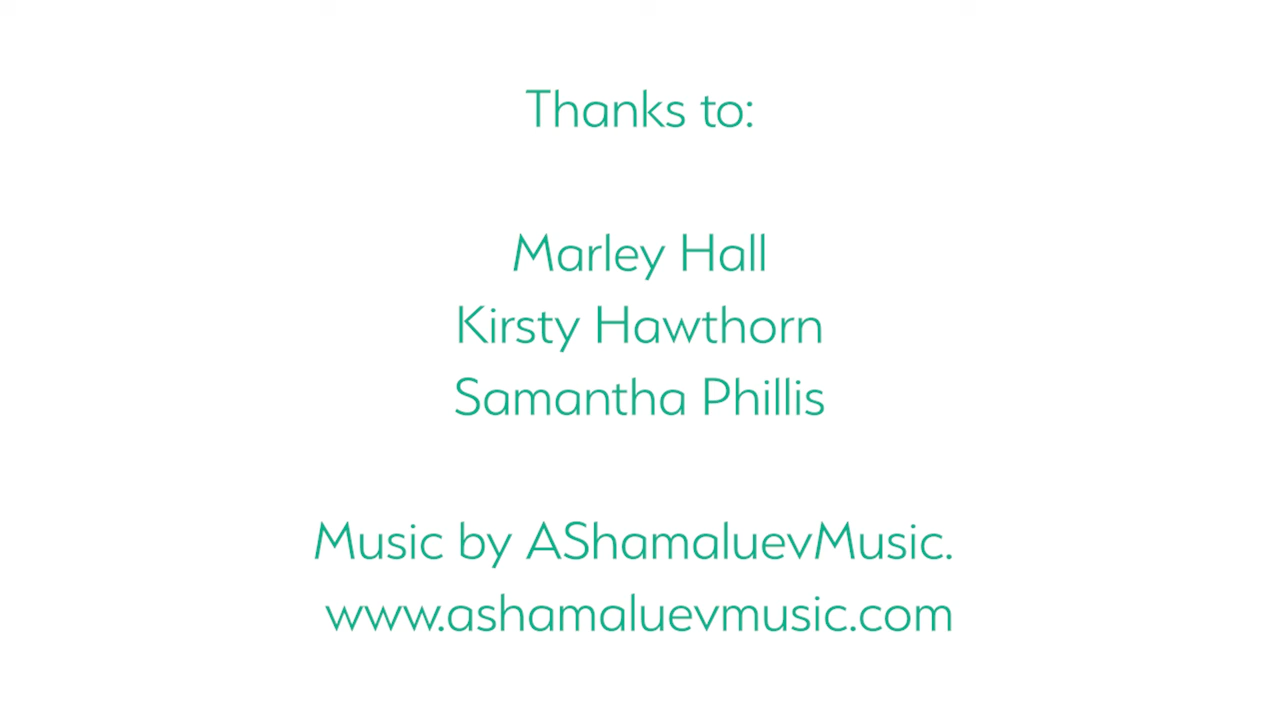 Thanks to:
Marley Hall
Kirsty Hawthorn
Samantha Phillis
Music by AShamaluevMusic.
www.ashamaluevmusic.com